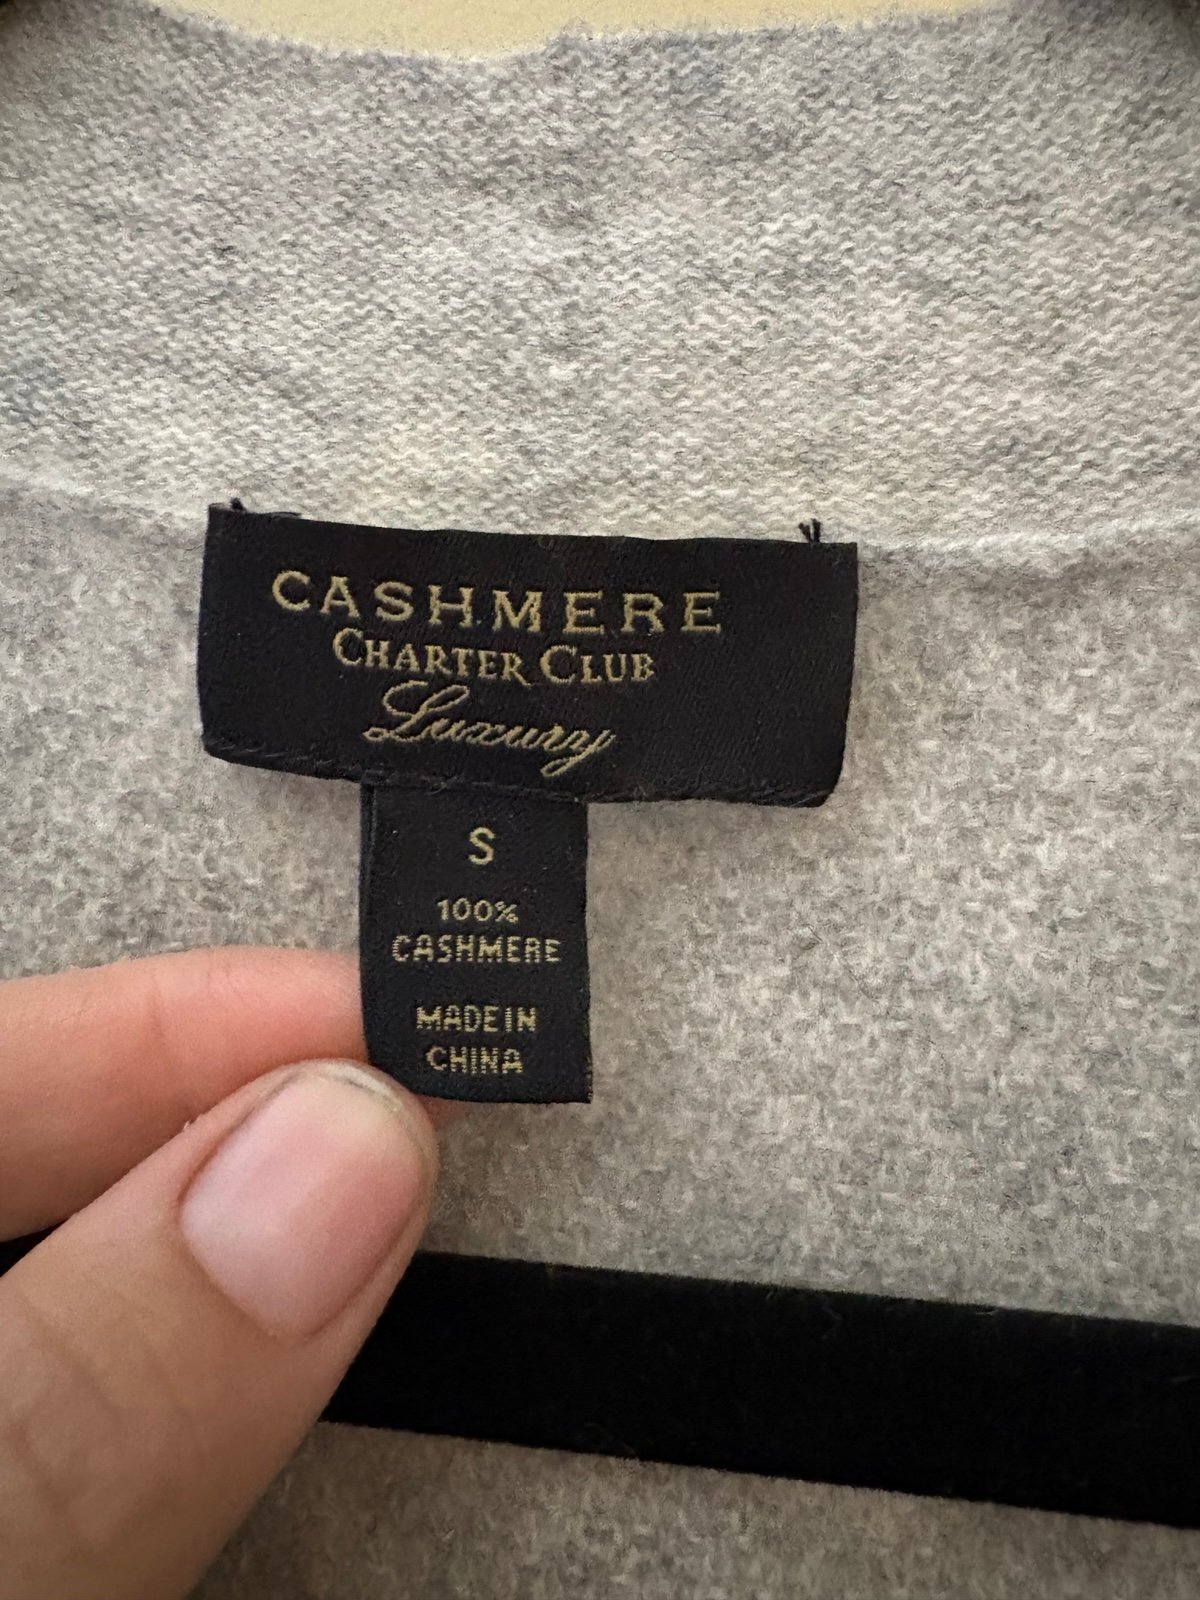 CASHMERE
CHARTER CLUB
Luxury
S
100%
CASHMERE
MADE IN
CHINA